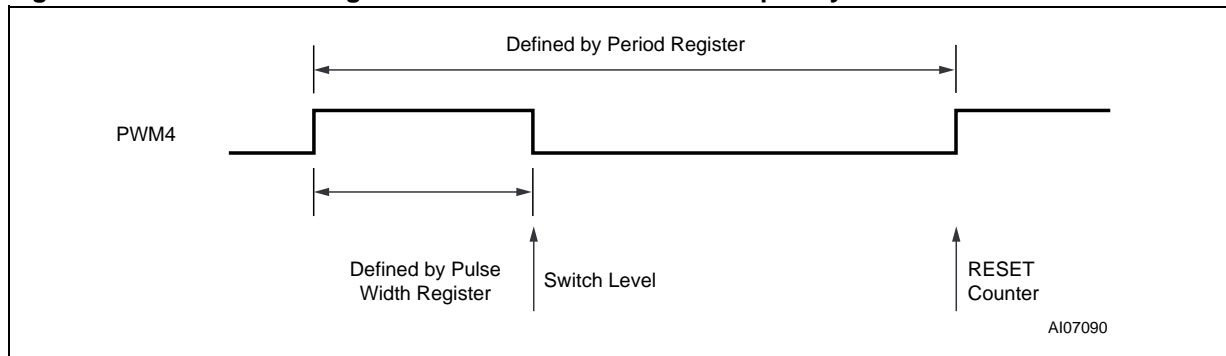 Defined by Period Register
PWM4
Defined by Pulse
Width Register
Switch Level
RESET
Counter
AI07090